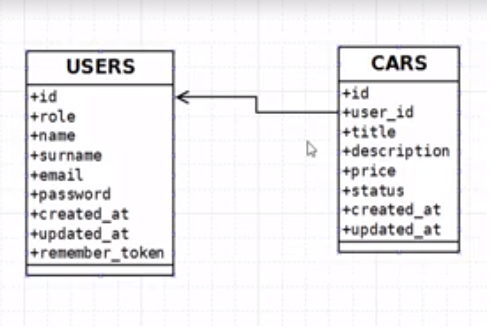 USERS
+id
+role
+name
+surname
+email
+password
+created_at
+updated_at
+remember_token
CARS
+id
+user_id
+title
+description
+price
+status
+created_at
+updated_at